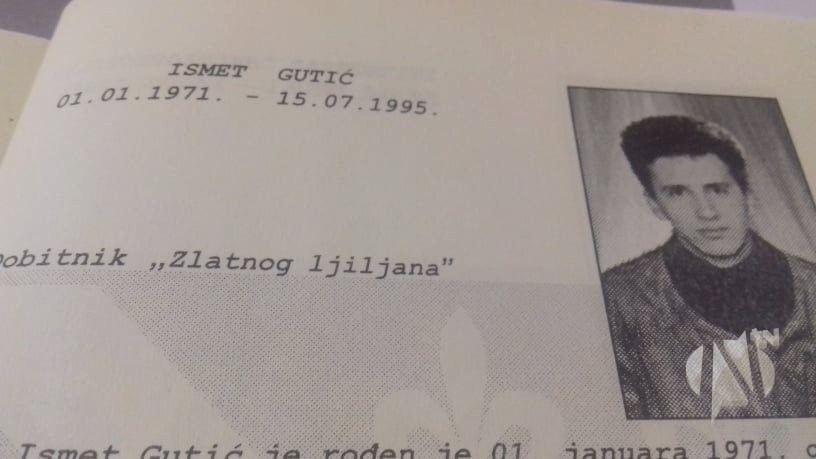 ISMET GUTIĆ
01.01.1971. – 15.07.1995.
obitnik „Zlatnog ljiljana”
Ismet Gutić je rođen je 01. januara 1971.